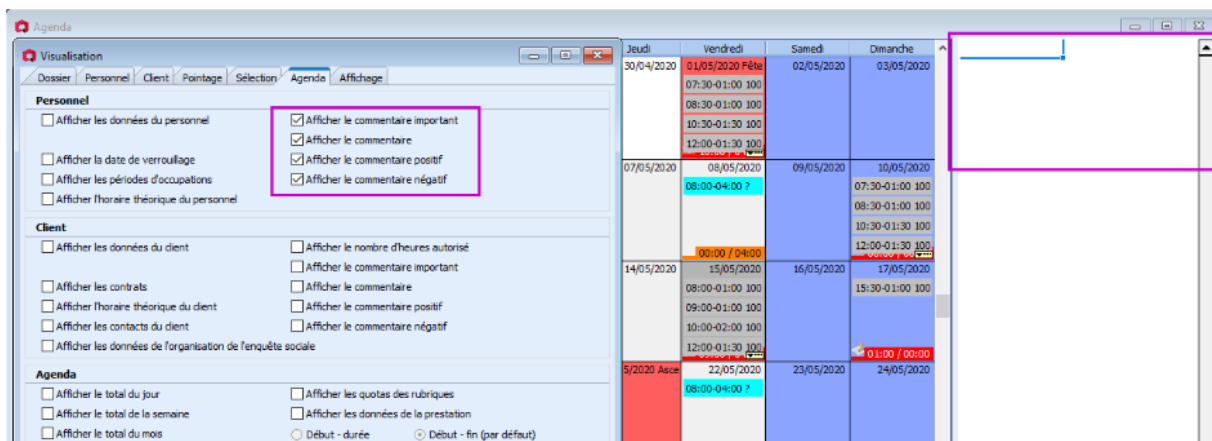 Agenda
Visualisation
Dossier Personnel Client Pointage Sélection Agenda Affichage
Personnel
Afficher les données du personnel
Afficher le commentaire important
Afficher le commentaire
Afficher la date de verrouillage
Afficher le commentaire positif
Afficher les périodes d'occupations
Afficher le commentaire négatif
Afficher l'horaire théorique du personnel
Client
Afficher les données du client
Afficher le nombre d'heures autorisé
Afficher le commentaire important
Afficher les contrats
Afficher le commentaire
Afficher l'horaire théorique du client
Afficher le commentaire positif
Afficher les contacts du client
Afficher le commentaire négatif
Afficher les données de l'organisation de l'enquête sociale
Agenda
Afficher le total du jour
Afficher les quotas des rubriques
Afficher le total de la semaine
Afficher les données de la prestation
Afficher le total du mois
Début - durée
Début - fin (par défaut)
Jeudi Vendredi Samedi Dimanche
30/04/2020 01/05/2020 Fête 02/05/2020 03/05/2020
07:30-01:00 100
08:30-01:00 100
10:30-01:30 100
12:00-01:30 100
07/05/2020 08/05/2020 09/05/2020 10/05/2020
08:00-04:00 ? 07:30-01:00 100
08:30-01:00 100
10:30-01:30 100
12:00-01:30 100
00:00 / 04:00
14/05/2020 15/05/2020 16/05/2020 17/05/2020
08:00-01:00 100 15:30-01:00 100
09:00-01:00 100
10:00-02:00 100
12:00-01:30 100
01:00 / 00:00
5/2020 Asce 22/05/2020 23/05/2020 24/05/2020
08:00-04:00 ?